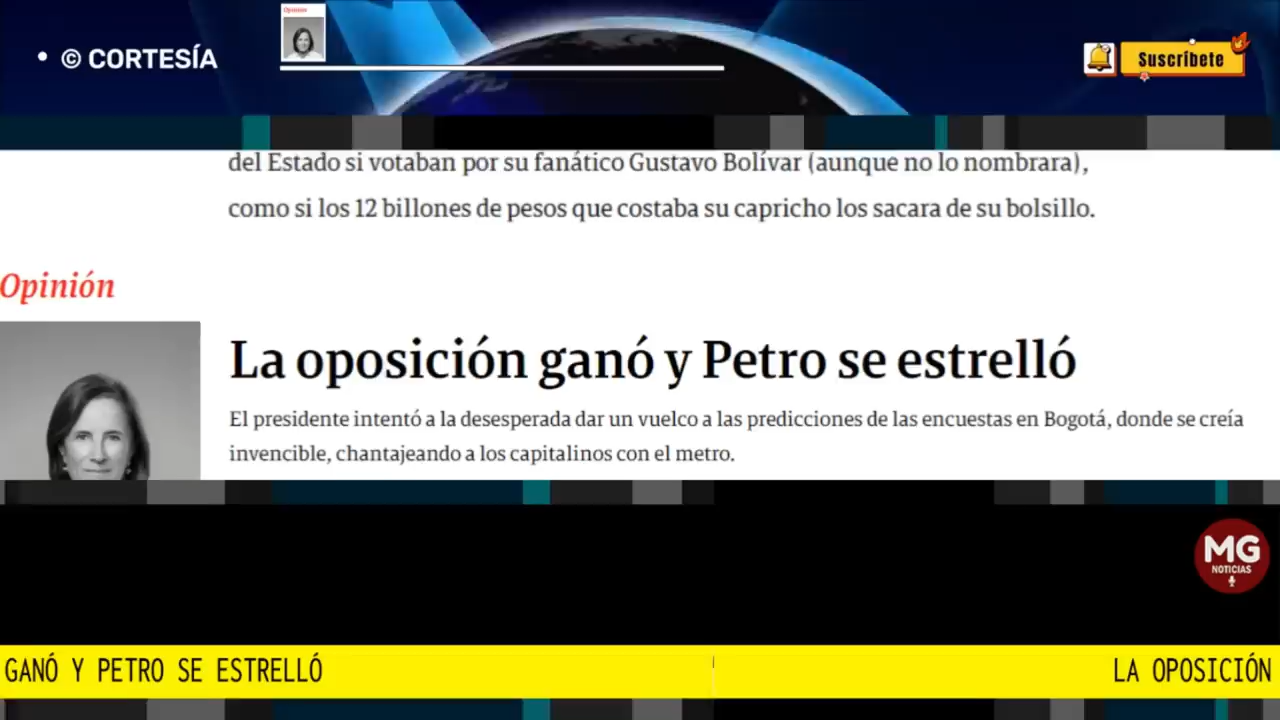 Opinión
• © CORTESÍA
Suscríbete
del Estado si votaban por su fanático Gustavo Bolívar (aunque no lo nombrara),
como si los 12 billones de pesos que costaba su capricho los sacara de su bolsillo.
Opinión
La oposición ganó y Petro se estrelló
El presidente intentó a la desesperada dar un vuelco a las predicciones de las encuestas en Bogotá, donde se creía
invencible, chantajeando a los capitalinos con el metro.
MG
NOTICIAS
GANÓ Y PETRO SE ESTRELLÓ
LA OPOSICIÓN